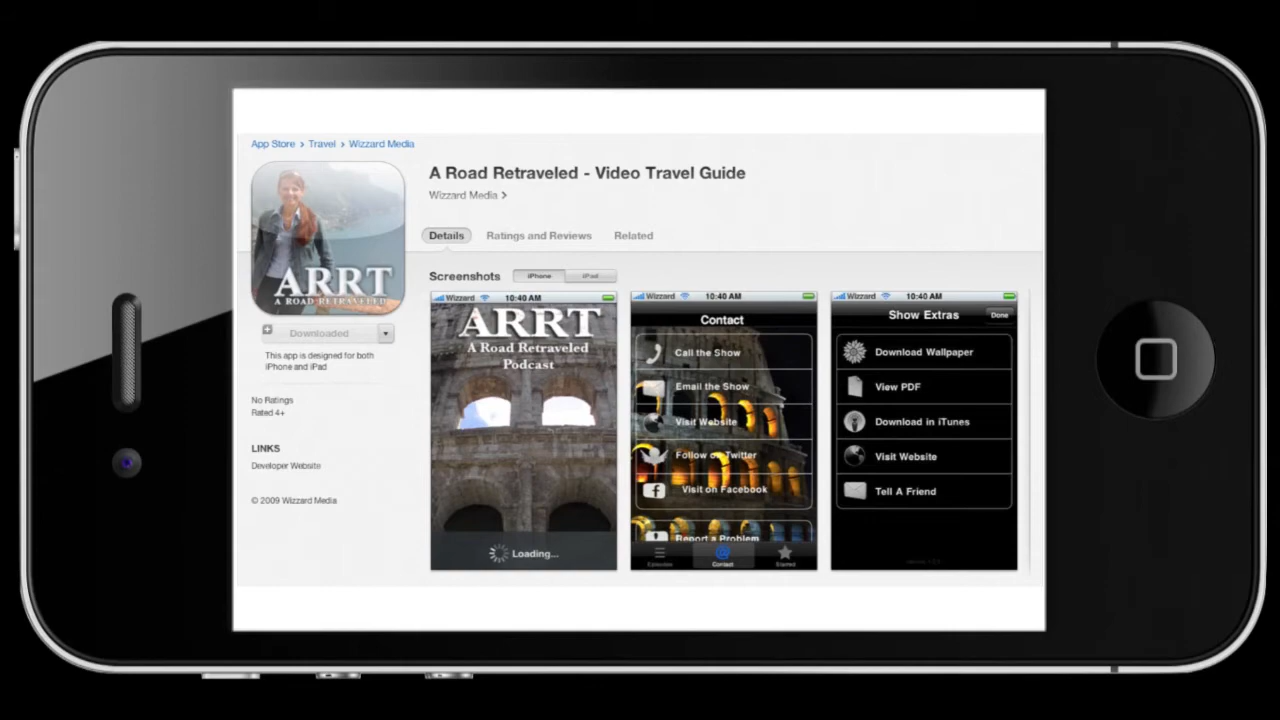 App Store > Travel > Wizzard Media
A Road Retraveled - Video Travel Guide
Wizzard Media >
Details Ratings and Reviews Related
ARRT
A ROAD RETRAVELED
Downloaded
This app is designed for both
iPhone and iPad
No Ratings
Rated 4+
LINKS
Developer Website
© 2009 Wizzard Media
Screenshots iPhone iPad
Wizzard 10:40 AM
ARRT
A Road Retraveled
Podcast
Loading...
Wizzard 10:40 AM
Contact
Call the Show
Email the Show
Visit Website
Follow on Twitter
Visit on Facebook
Report a Problem
Episodes Contact Starred
Wizzard 10:40 AM
Show Extras Done
Download Wallpaper
View PDF
Download in iTunes
Visit Website
Tell A Friend